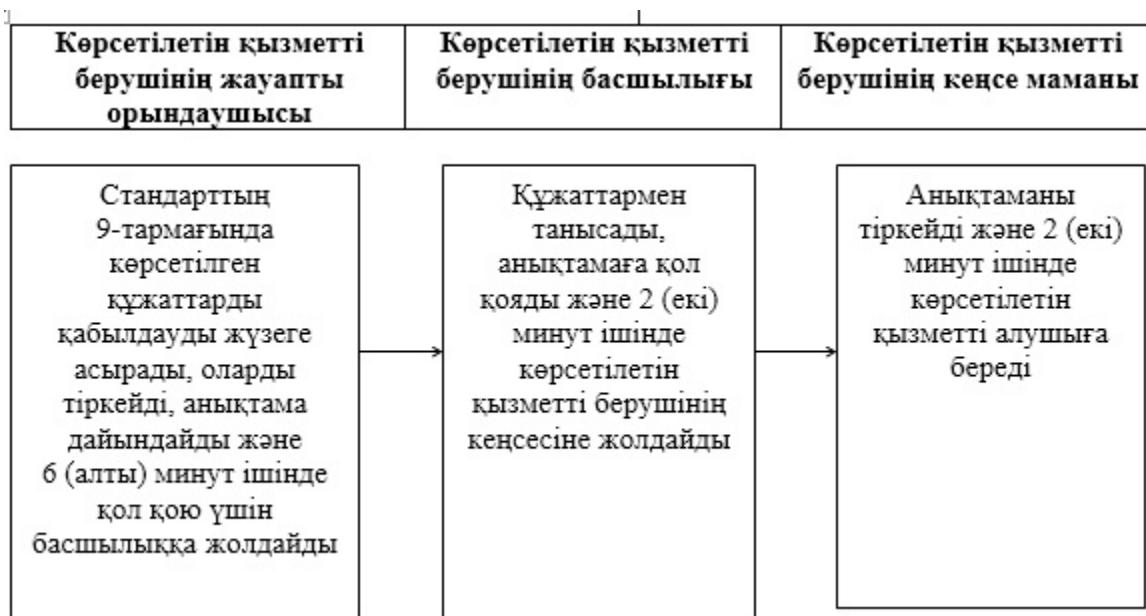 Көрсетілетін қызметті
берушінің жауапты
орындаушысы
Көрсетілетін қызметті
берушінің басшылығы
Көрсетілетін қызметті
берушінің кеңсе маманы
Стандарттың
9-тармағында
көрсетілген
құжаттарды
қабылдауды жүзеге
асырады, оларды
тіркейді, анықтама
дайындайды және
6 (алты) минут ішінде
қол қою үшін
басшылыққа жолдайды
Құжаттармен
танысады,
анықтамаға қол
қояды және 2 (екі)
минут ішінде
көрсетілетін
қызметті берушінің
кеңсесіне жолдайды
Анықтаманы
тіркейді және 2 (екі)
минут ішінде
көрсетілетін
қызметті алушыға
береді